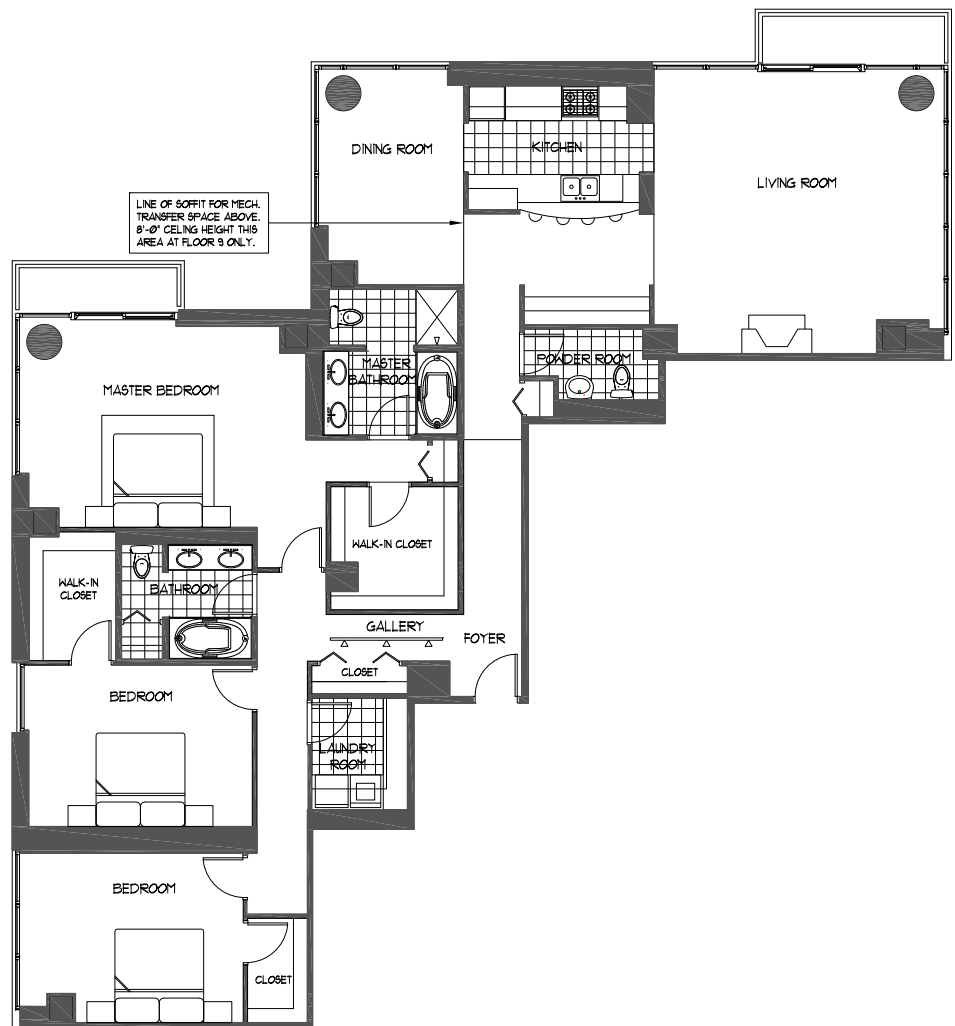 DINING ROOM
KITCHEN
LIVING ROOM
LINE OF SOFFIT FOR MECH.
TRANSFER SPACE ABOVE.
8'-0" CELING HEIGHT THIS
AREA AT FLOOR 9 ONLY.
MASTER BEDROOM
MASTER
BATHROOM
POWDER ROOM
WALK-IN CLOSET
WALK-IN
CLOSET
BATHROOM
GALLERY
FOYER
CLOSET
BEDROOM
LAUNDRY
ROOM
BEDROOM
CLOSET